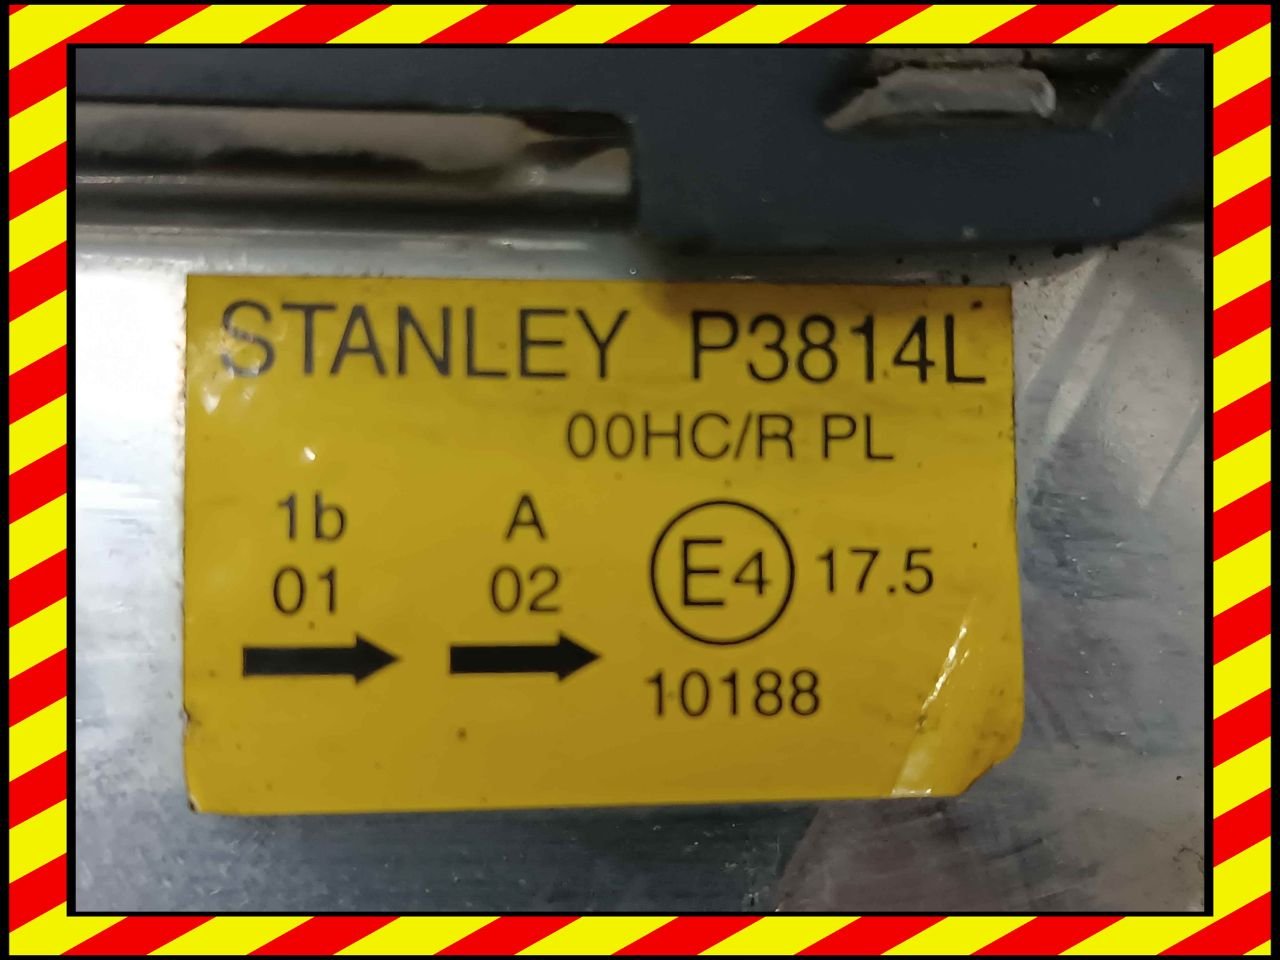 STANLEY P3814L
00HC/R PL
1b A
01 02 E4 17.5
10188